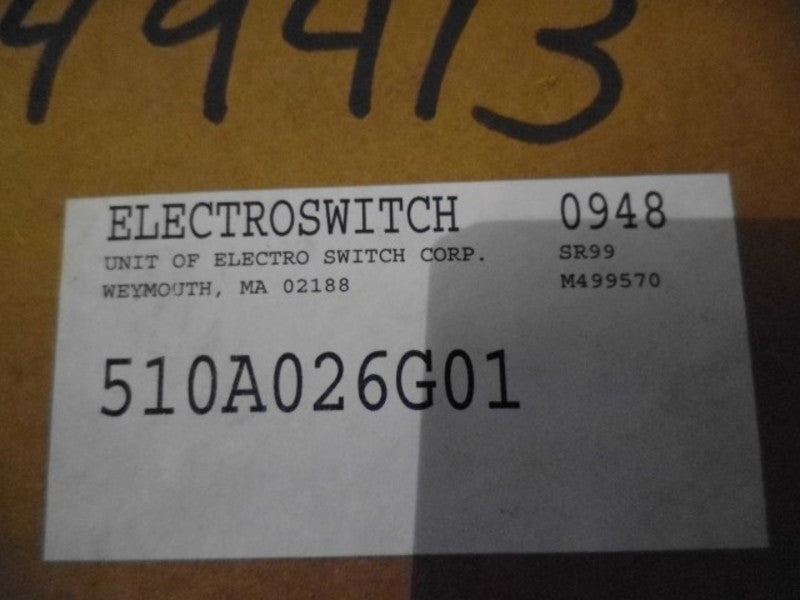 49413
ELECTROSWITCH 0948
UNIT OF ELECTRO SWITCH CORP. SR99
WEYMOUTH, MA 02188 M499570
510A026G01